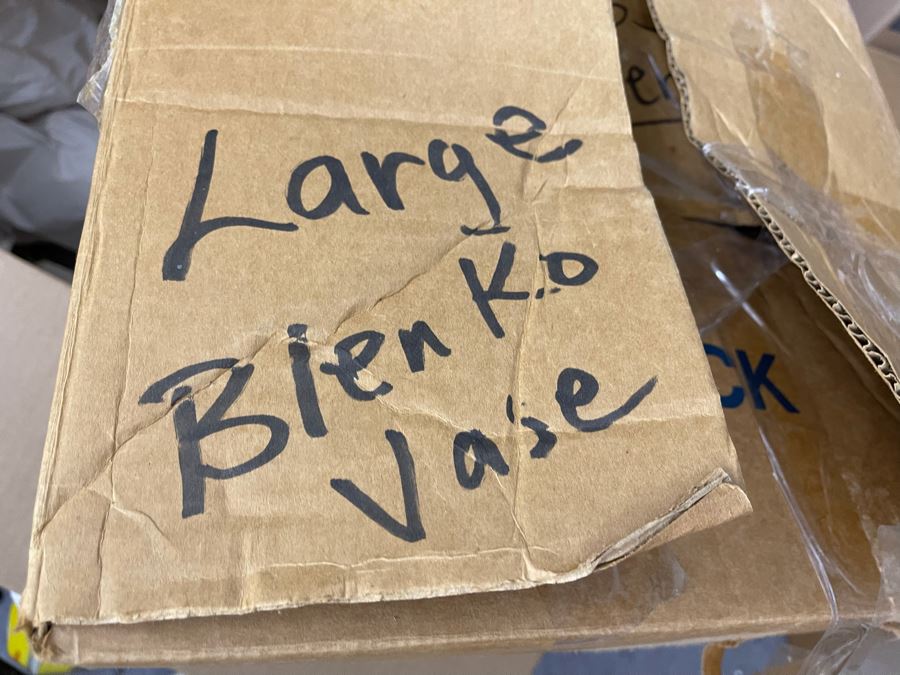 Large
Blenko
Vase
CK